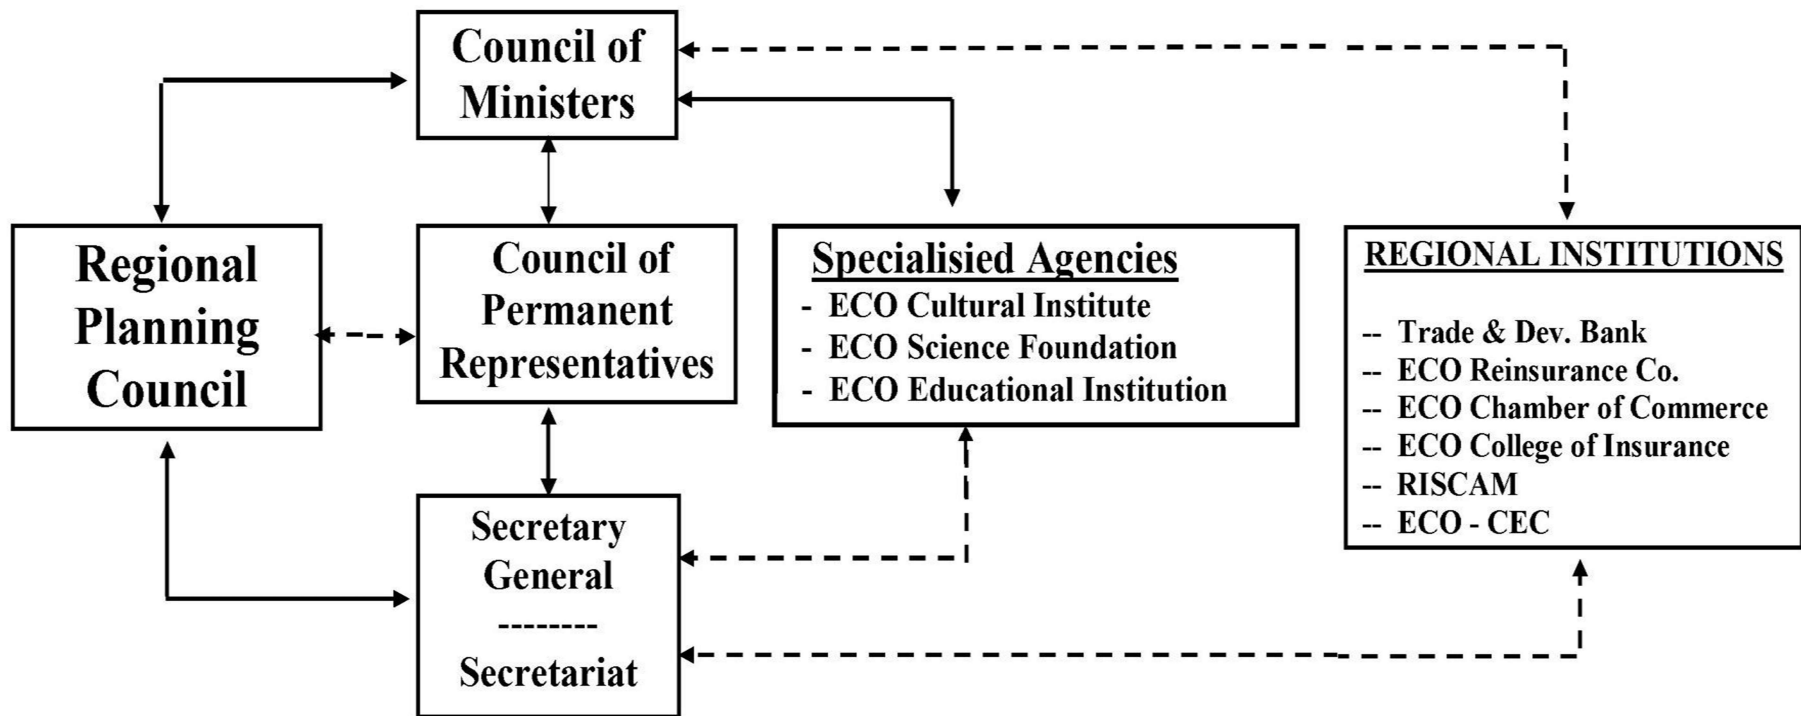 Council of
Ministers
Regional
Planning
Council
Council of
Permanent
Representatives
Specialisied Agencies
- ECO Cultural Institute
- ECO Science Foundation
- ECO Educational Institution
REGIONAL INSTITUTIONS
-- Trade & Dev. Bank
-- ECO Reinsurance Co.
-- ECO Chamber of Commerce
-- ECO College of Insurance
-- RISCAM
-- ECO - CEC
Secretary
General
--------
Secretariat